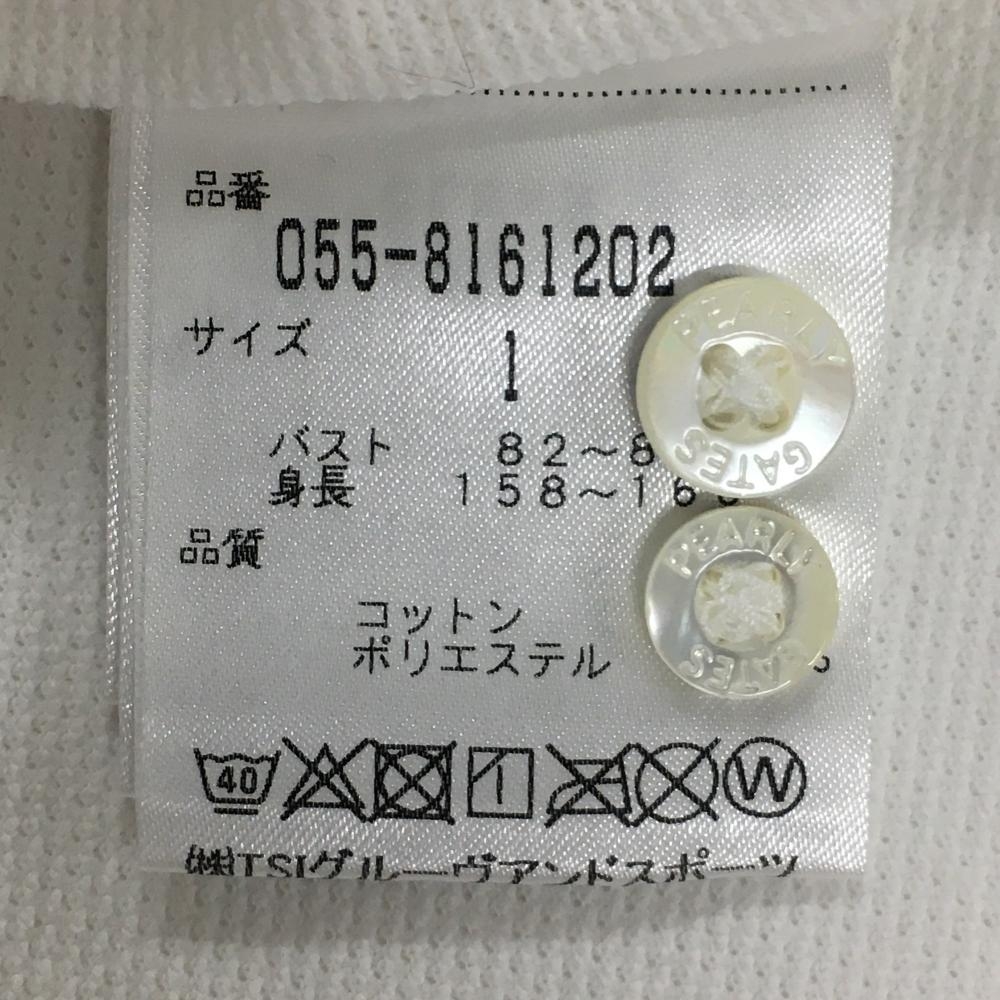 品番
055-8161202
サイズ
1
バスト 82～8
身長 158～16
品質
コットン
ポリエステル
40
W
㈱TSIグルーヴアンドスポーツ
PEARLY
GATES
PEARLY
GATES